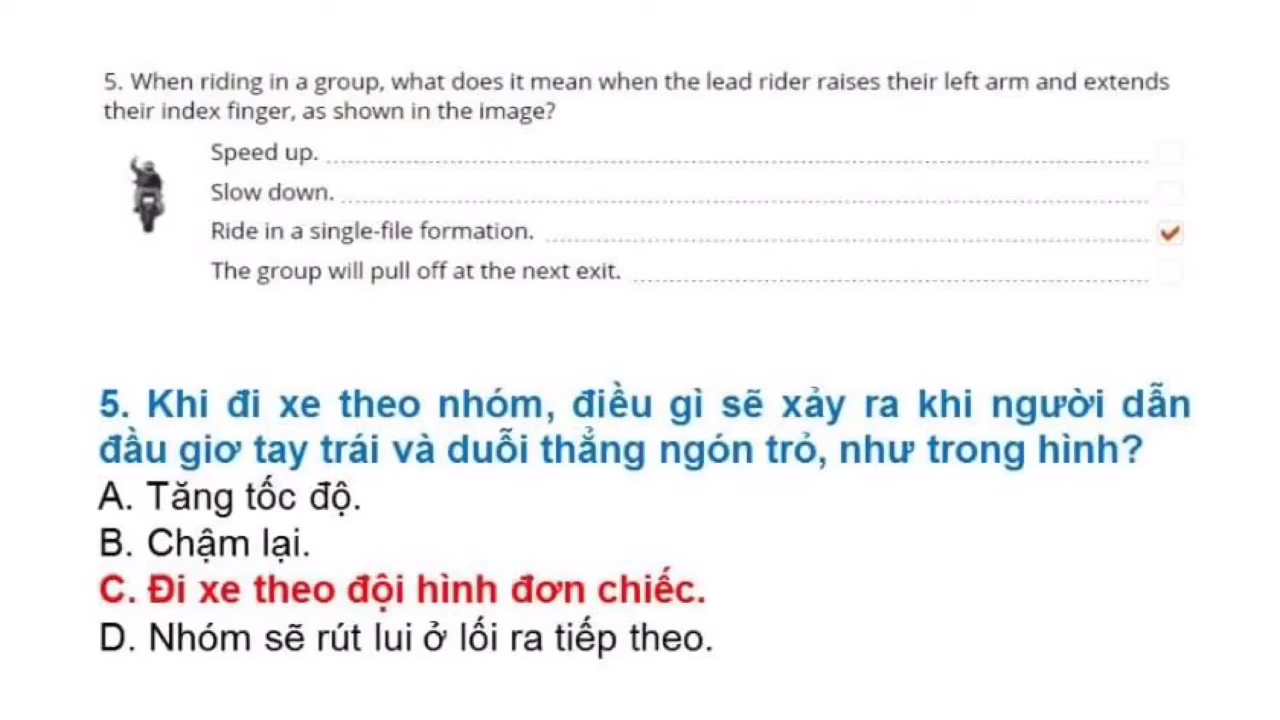 5. When riding in a group, what does it mean when the lead rider raises their left arm and extends
their index finger, as shown in the image?
Speed up.
Slow down.
Ride in a single-file formation.
The group will pull off at the next exit.
5. Khi đi xe theo nhóm, điều gì sẽ xảy ra khi người dẫn
đầu giơ tay trái và duỗi thẳng ngón trỏ, như trong hình?
A. Tăng tốc độ.
B. Chậm lại.
C. Đi xe theo đội hình đơn chiếc.
D. Nhóm sẽ rút lui ở lối ra tiếp theo.